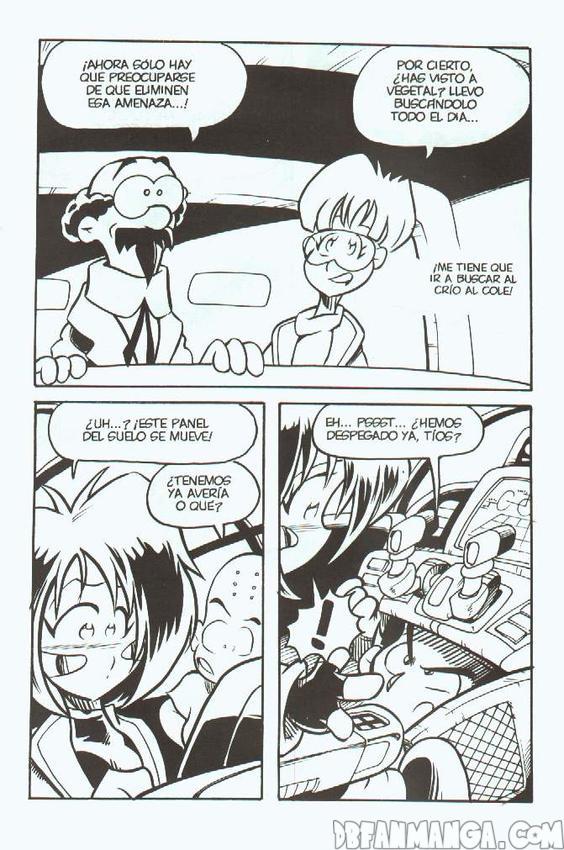 ¡AHORA SÓLO HAY
QUE PREOCUPARSE
DE QUE ELIMINEN
ESA AMENAZA...!
POR CIERTO,
¿HAS VISTO A
VEGETAL? LLEVO
BUSCÁNDOLO
TODO EL DIA...
¡ME TIENE QUE
IR A BUSCAR AL
CRÍO AL COLE!
¿UH...? ¡ESTE PANEL
DEL SUELO SE MUEVE!
¿TENEMOS
YA AVERÍA
O QUÉ?
EH... PSSST... ¿HEMOS
DESPEGADO YA, TÍOS?
!
DBFANMANGA.COM